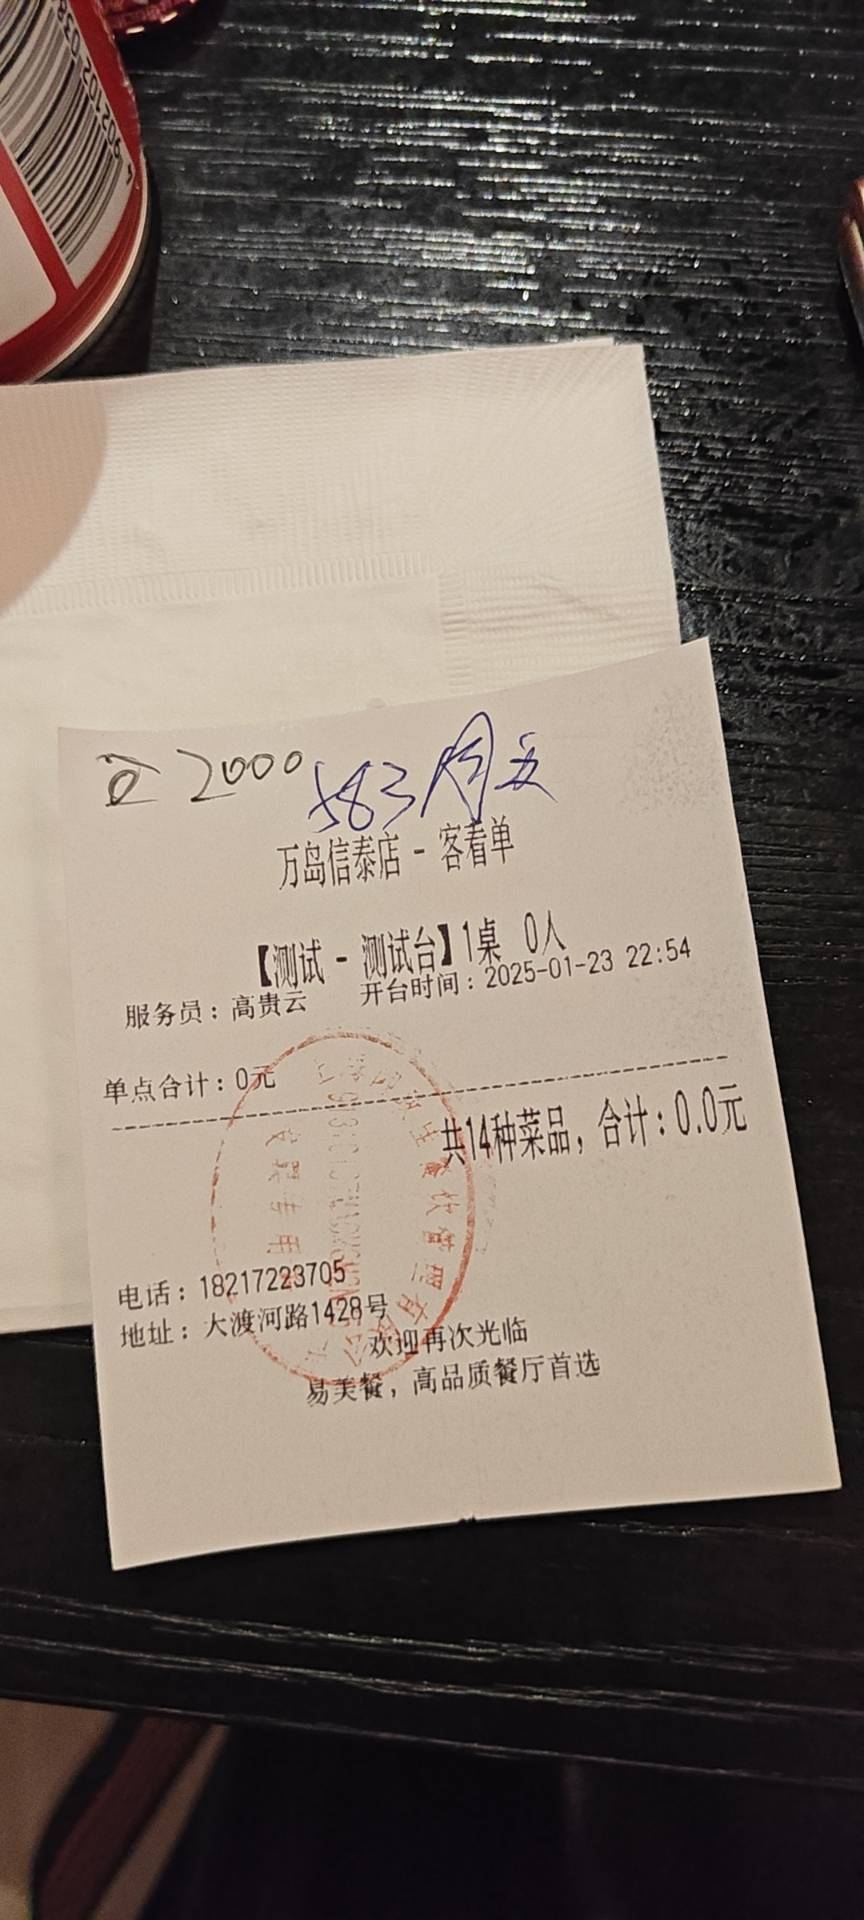 2000
583 周五
万岛信泰店 - 客看单
【测试 - 测试台】1桌 0人
服务员：高贵云 开台时间：2025-01-23 22:54
单点合计：0元
共14种菜品，合计：0.0元
电话：18217223705
地址：大渡河路1428号
欢迎再次光临
易美餐，高品质餐厅首选
发票专用